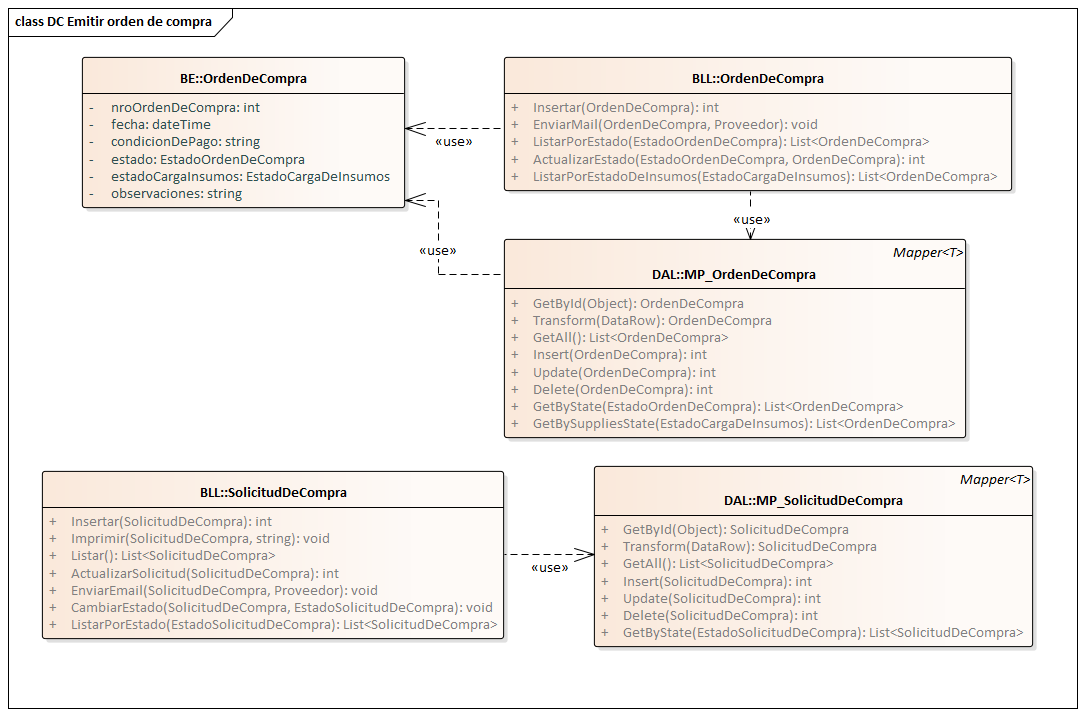 class DC Emitir orden de compra
BE::OrdenDeCompra
- nroOrdenDeCompra: int
- fecha: dateTime
- condicionDePago: string
- estado: EstadoOrdenDeCompra
- estadoCargaInsumos: EstadoCargaDeInsumos
- observaciones: string
«use»
BLL::OrdenDeCompra
+ Insertar(OrdenDeCompra): int
+ EnviarMail(OrdenDeCompra, Proveedor): void
+ ListarPorEstado(EstadoOrdenDeCompra): List<OrdenDeCompra>
+ ActualizarEstado(EstadoOrdenDeCompra, OrdenDeCompra): int
+ ListarPorEstadoDeInsumos(EstadoCargaDeInsumos): List<OrdenDeCompra>
«use»
«use»
Mapper<T>
DAL::MP_OrdenDeCompra
+ GetById(Object): OrdenDeCompra
+ Transform(DataRow): OrdenDeCompra
+ GetAll(): List<OrdenDeCompra>
+ Insert(OrdenDeCompra): int
+ Update(OrdenDeCompra): int
+ Delete(OrdenDeCompra): int
+ GetByState(EstadoOrdenDeCompra): List<OrdenDeCompra>
+ GetBySuppliesState(EstadoCargaDeInsumos): List<OrdenDeCompra>
BLL::SolicitudDeCompra
+ Insertar(SolicitudDeCompra): int
+ Imprimir(SolicitudDeCompra, string): void
+ Listar(): List<SolicitudDeCompra>
+ ActualizarSolicitud(SolicitudDeCompra): int
+ EnviarEmail(SolicitudDeCompra, Proveedor): void
+ CambiarEstado(SolicitudDeCompra, EstadoSolicitudDeCompra): void
+ ListarPorEstado(EstadoSolicitudDeCompra): List<SolicitudDeCompra>
«use»
Mapper<T>
DAL::MP_SolicitudDeCompra
+ GetById(Object): SolicitudDeCompra
+ Transform(DataRow): SolicitudDeCompra
+ GetAll(): List<SolicitudDeCompra>
+ Insert(SolicitudDeCompra): int
+ Update(SolicitudDeCompra): int
+ Delete(SolicitudDeCompra): int
+ GetByState(EstadoSolicitudDeCompra): List<SolicitudDeCompra>